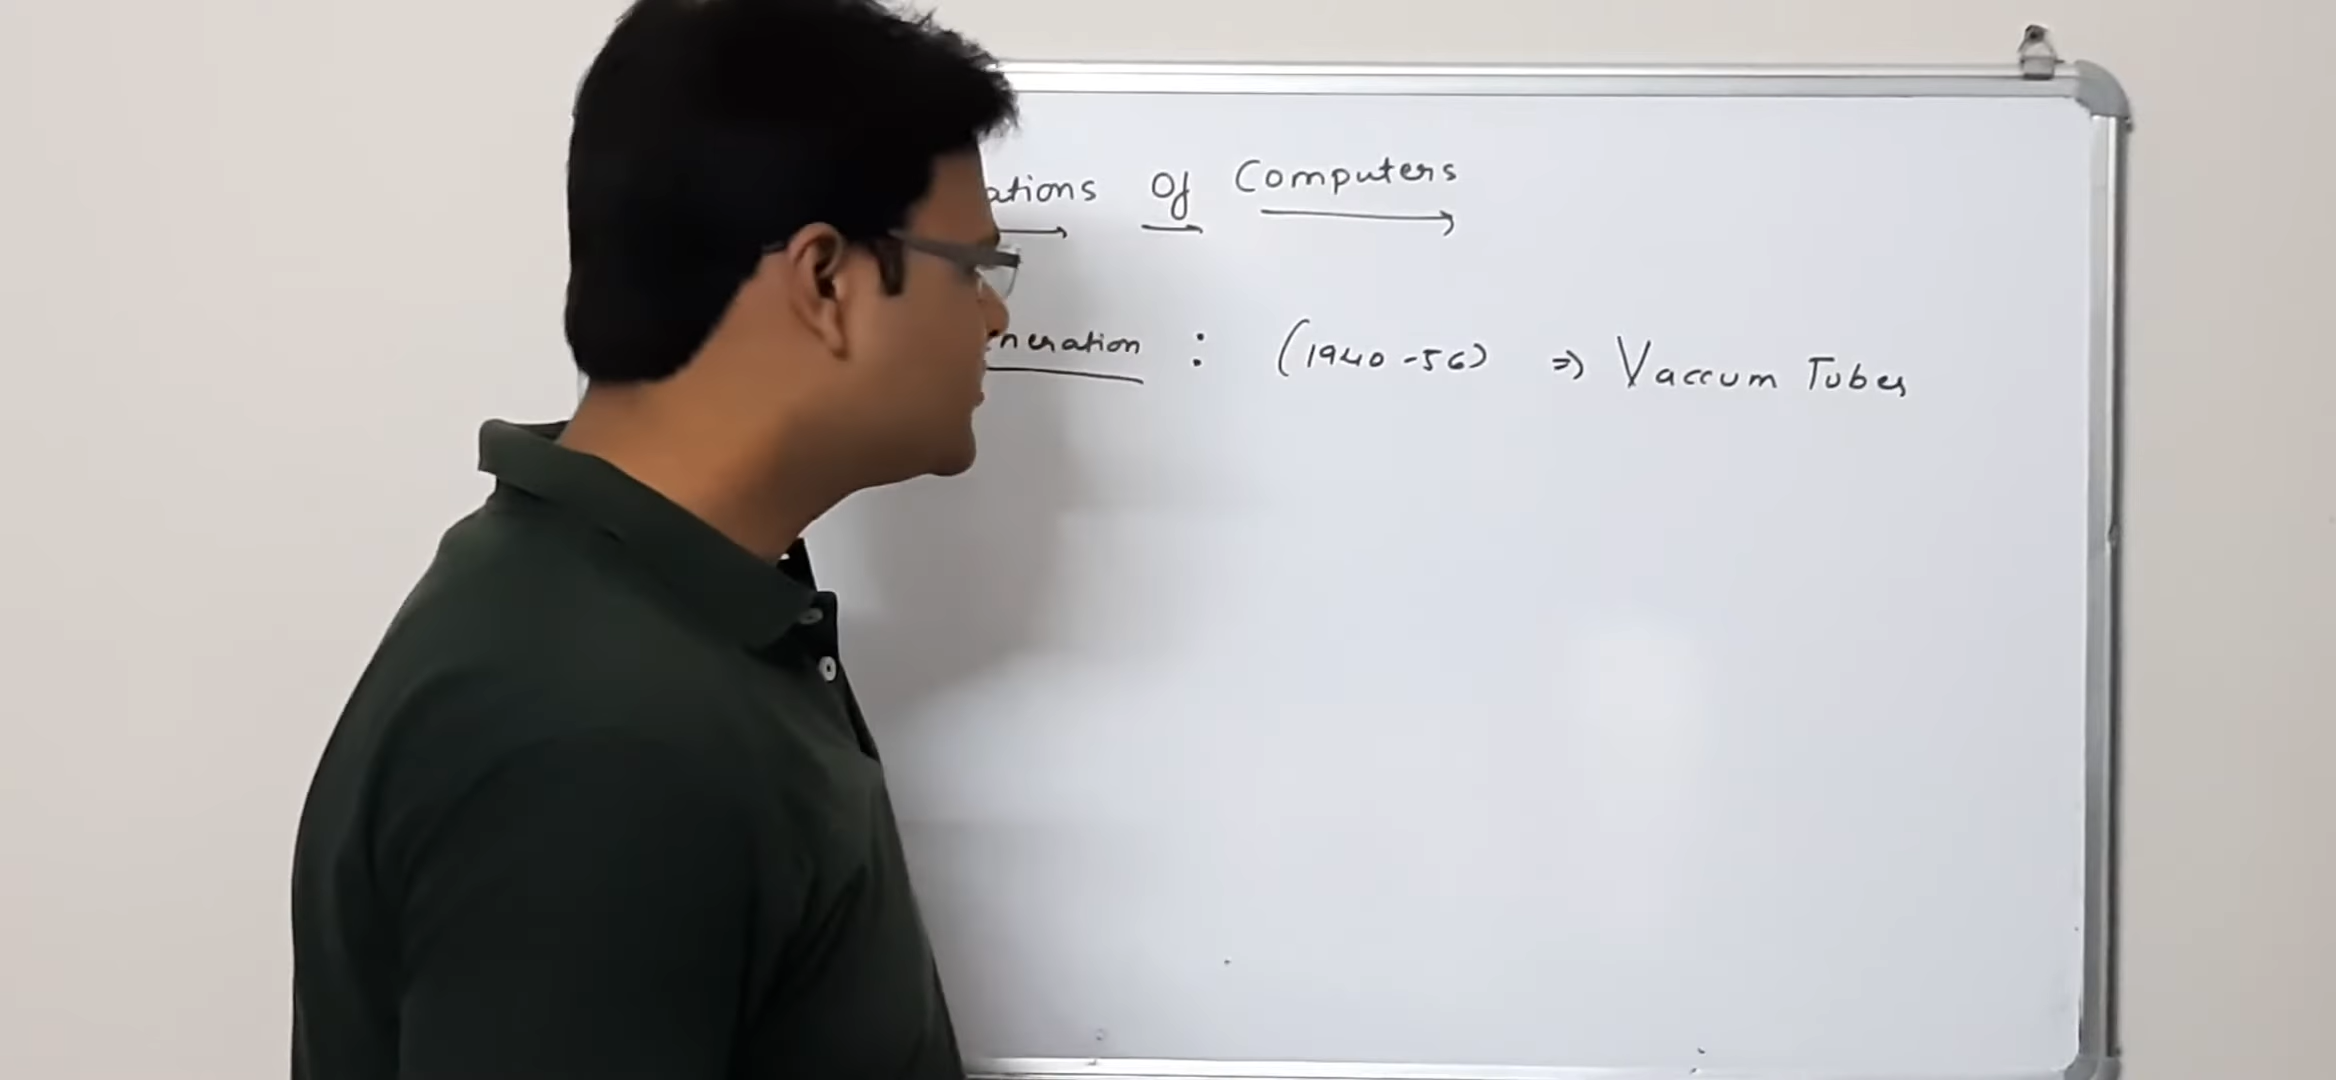 ations Of Computers
neration : (1940-56) ⇒ Vaccum Tubes